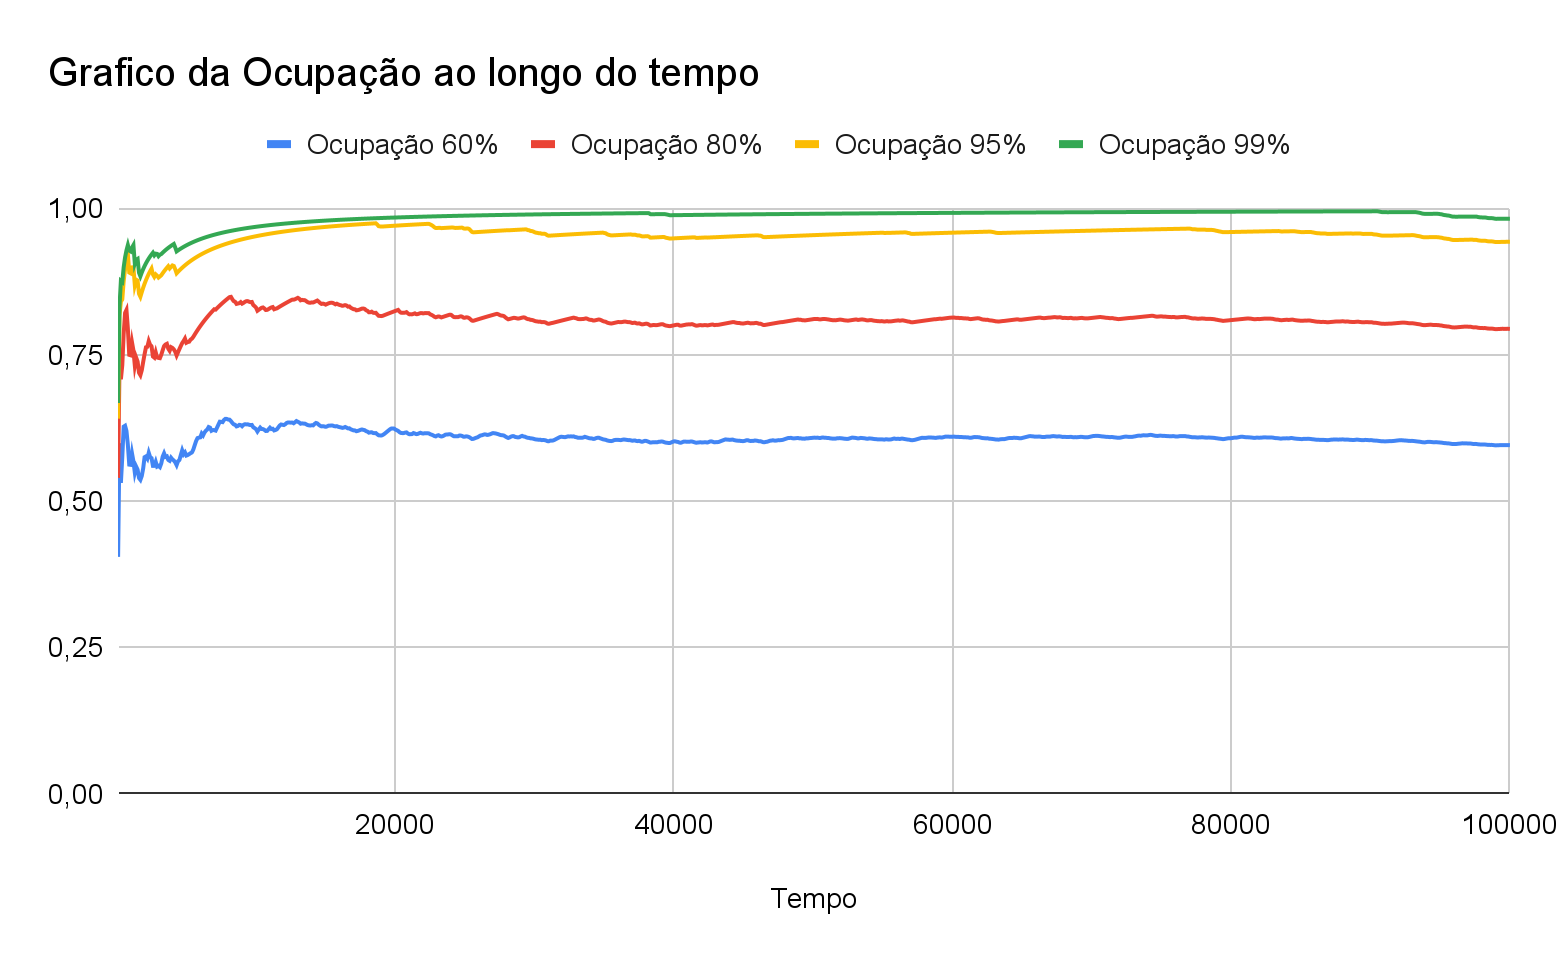 Grafico da Ocupação ao longo do tempo
Ocupação 60% Ocupação 80% Ocupação 95% Ocupação 99%
1,00
0,75
0,50
0,25
0,00
20000 40000 60000 80000 100000
Tempo